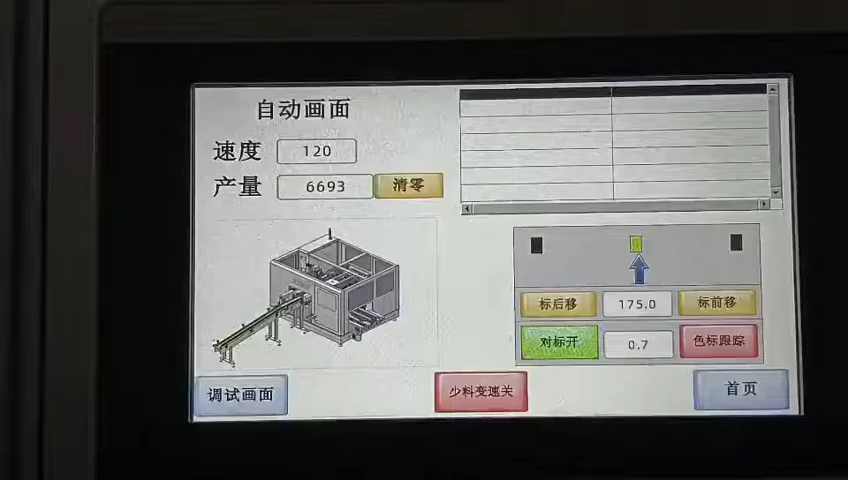 自动画面
速度 120
产量 6693 清零
标后移 175.0 标前移
对标开 0.7 色标跟踪
调试画面 少料变速关 首页